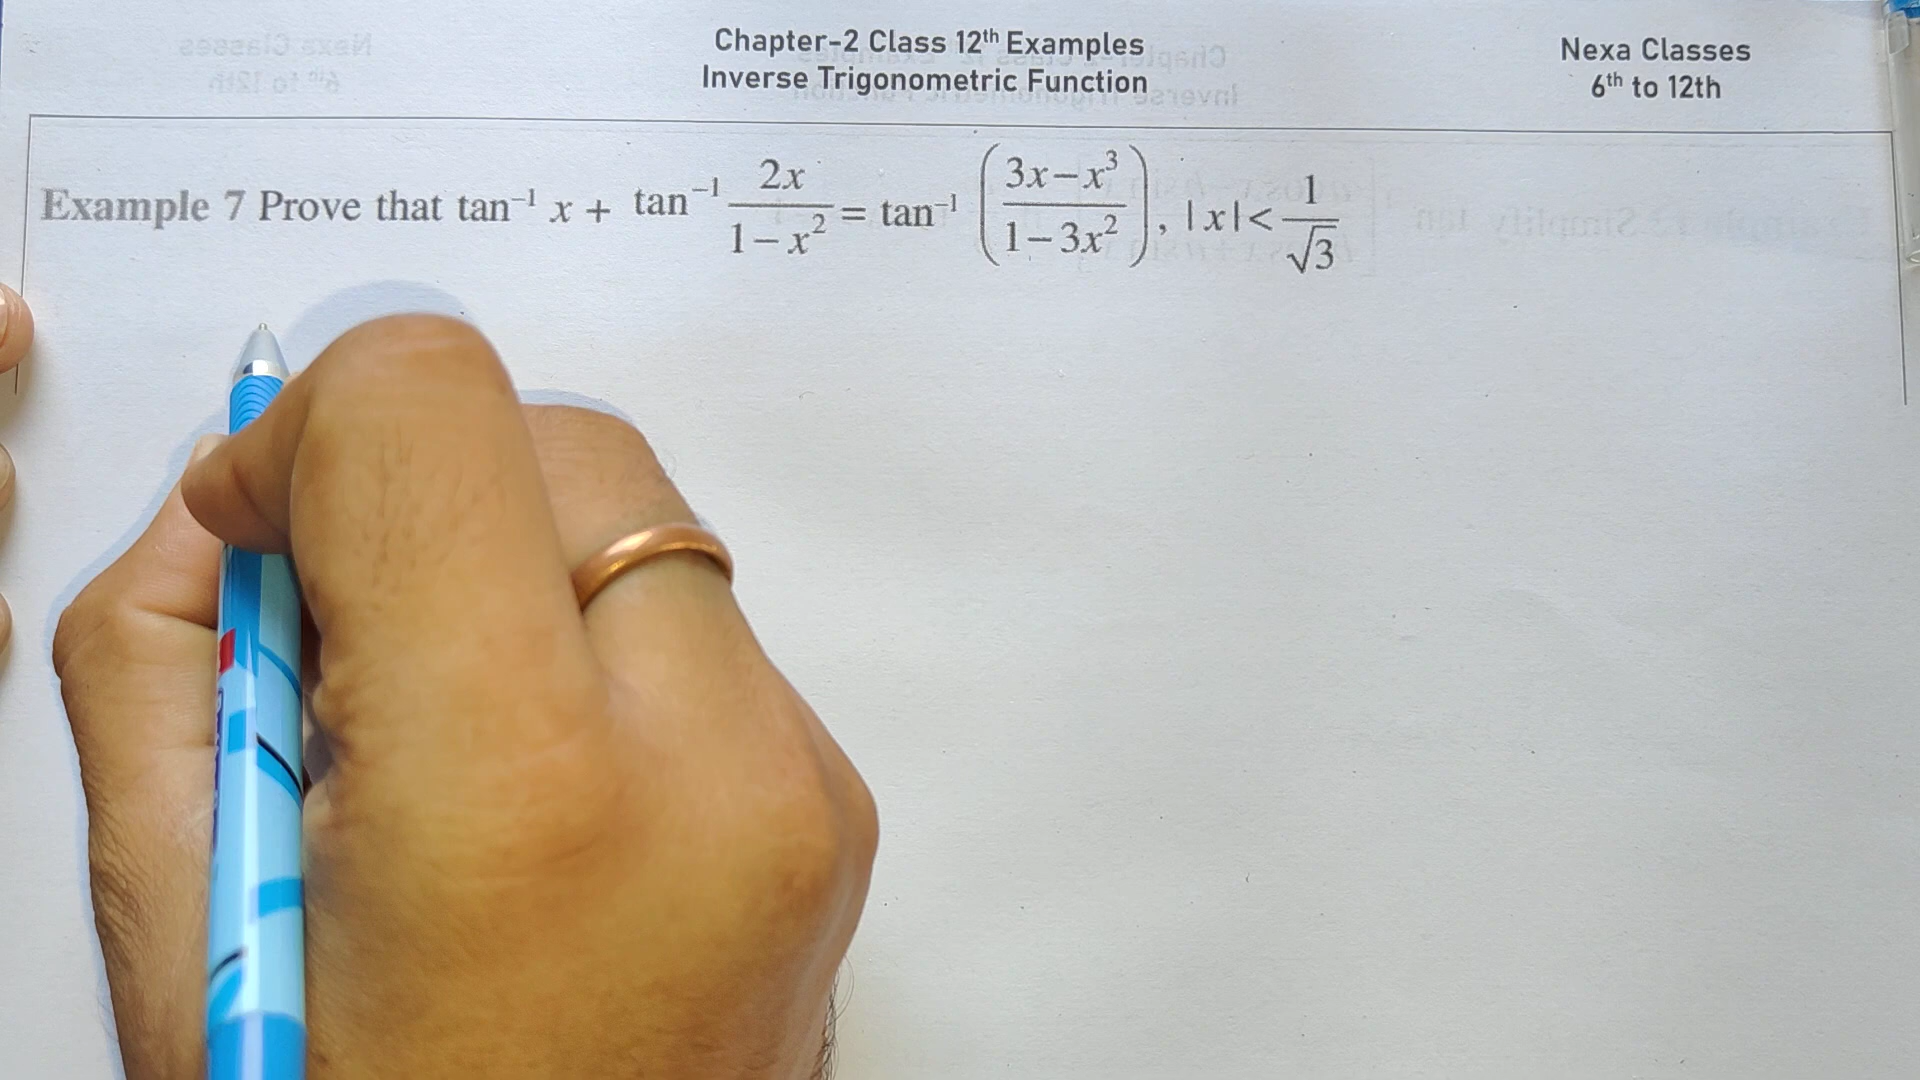 Chapter-2 Class 12th Examples
Inverse Trigonometric Function
Nexa Classes
6th to 12th
Example 7 Prove that tan⁻¹ x + tan⁻¹ 2x/(1−x²) = tan⁻¹ ((3x−x³)/(1−3x²)), |x|< 1/√3